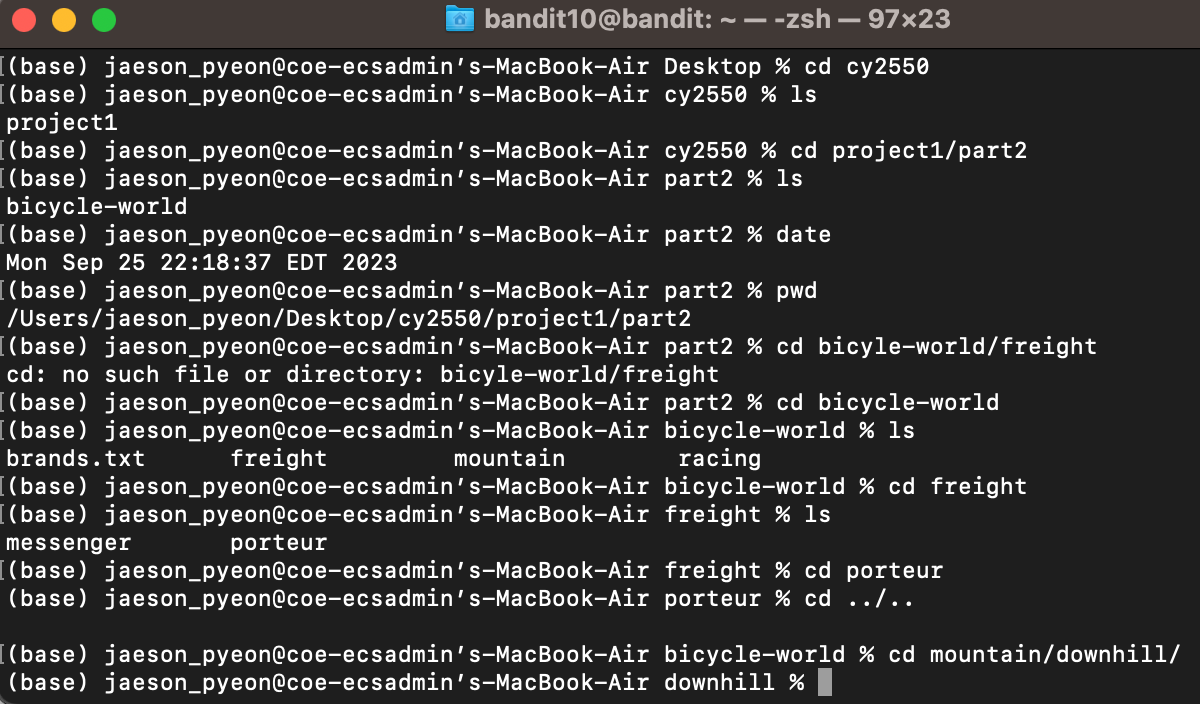 bandit10@bandit: ~ — -zsh — 97×23
[(base) jaeson_pyeon@coe-ecsadmin’s-MacBook-Air Desktop % cd cy2550
[(base) jaeson_pyeon@coe-ecsadmin’s-MacBook-Air cy2550 % ls
project1
[(base) jaeson_pyeon@coe-ecsadmin’s-MacBook-Air cy2550 % cd project1/part2
[(base) jaeson_pyeon@coe-ecsadmin’s-MacBook-Air part2 % ls
bicycle-world
[(base) jaeson_pyeon@coe-ecsadmin’s-MacBook-Air part2 % date
Mon Sep 25 22:18:37 EDT 2023
[(base) jaeson_pyeon@coe-ecsadmin’s-MacBook-Air part2 % pwd
/Users/jaeson_pyeon/Desktop/cy2550/project1/part2
[(base) jaeson_pyeon@coe-ecsadmin’s-MacBook-Air part2 % cd bicyle-world/freight
cd: no such file or directory: bicyle-world/freight
[(base) jaeson_pyeon@coe-ecsadmin’s-MacBook-Air part2 % cd bicycle-world
[(base) jaeson_pyeon@coe-ecsadmin’s-MacBook-Air bicycle-world % ls
brands.txt      freight         mountain        racing
[(base) jaeson_pyeon@coe-ecsadmin’s-MacBook-Air bicycle-world % cd freight
[(base) jaeson_pyeon@coe-ecsadmin’s-MacBook-Air freight % ls
messenger       porteur
[(base) jaeson_pyeon@coe-ecsadmin’s-MacBook-Air freight % cd porteur
(base) jaeson_pyeon@coe-ecsadmin’s-MacBook-Air porteur % cd ../..
[(base) jaeson_pyeon@coe-ecsadmin’s-MacBook-Air bicycle-world % cd mountain/downhill/
(base) jaeson_pyeon@coe-ecsadmin’s-MacBook-Air downhill %